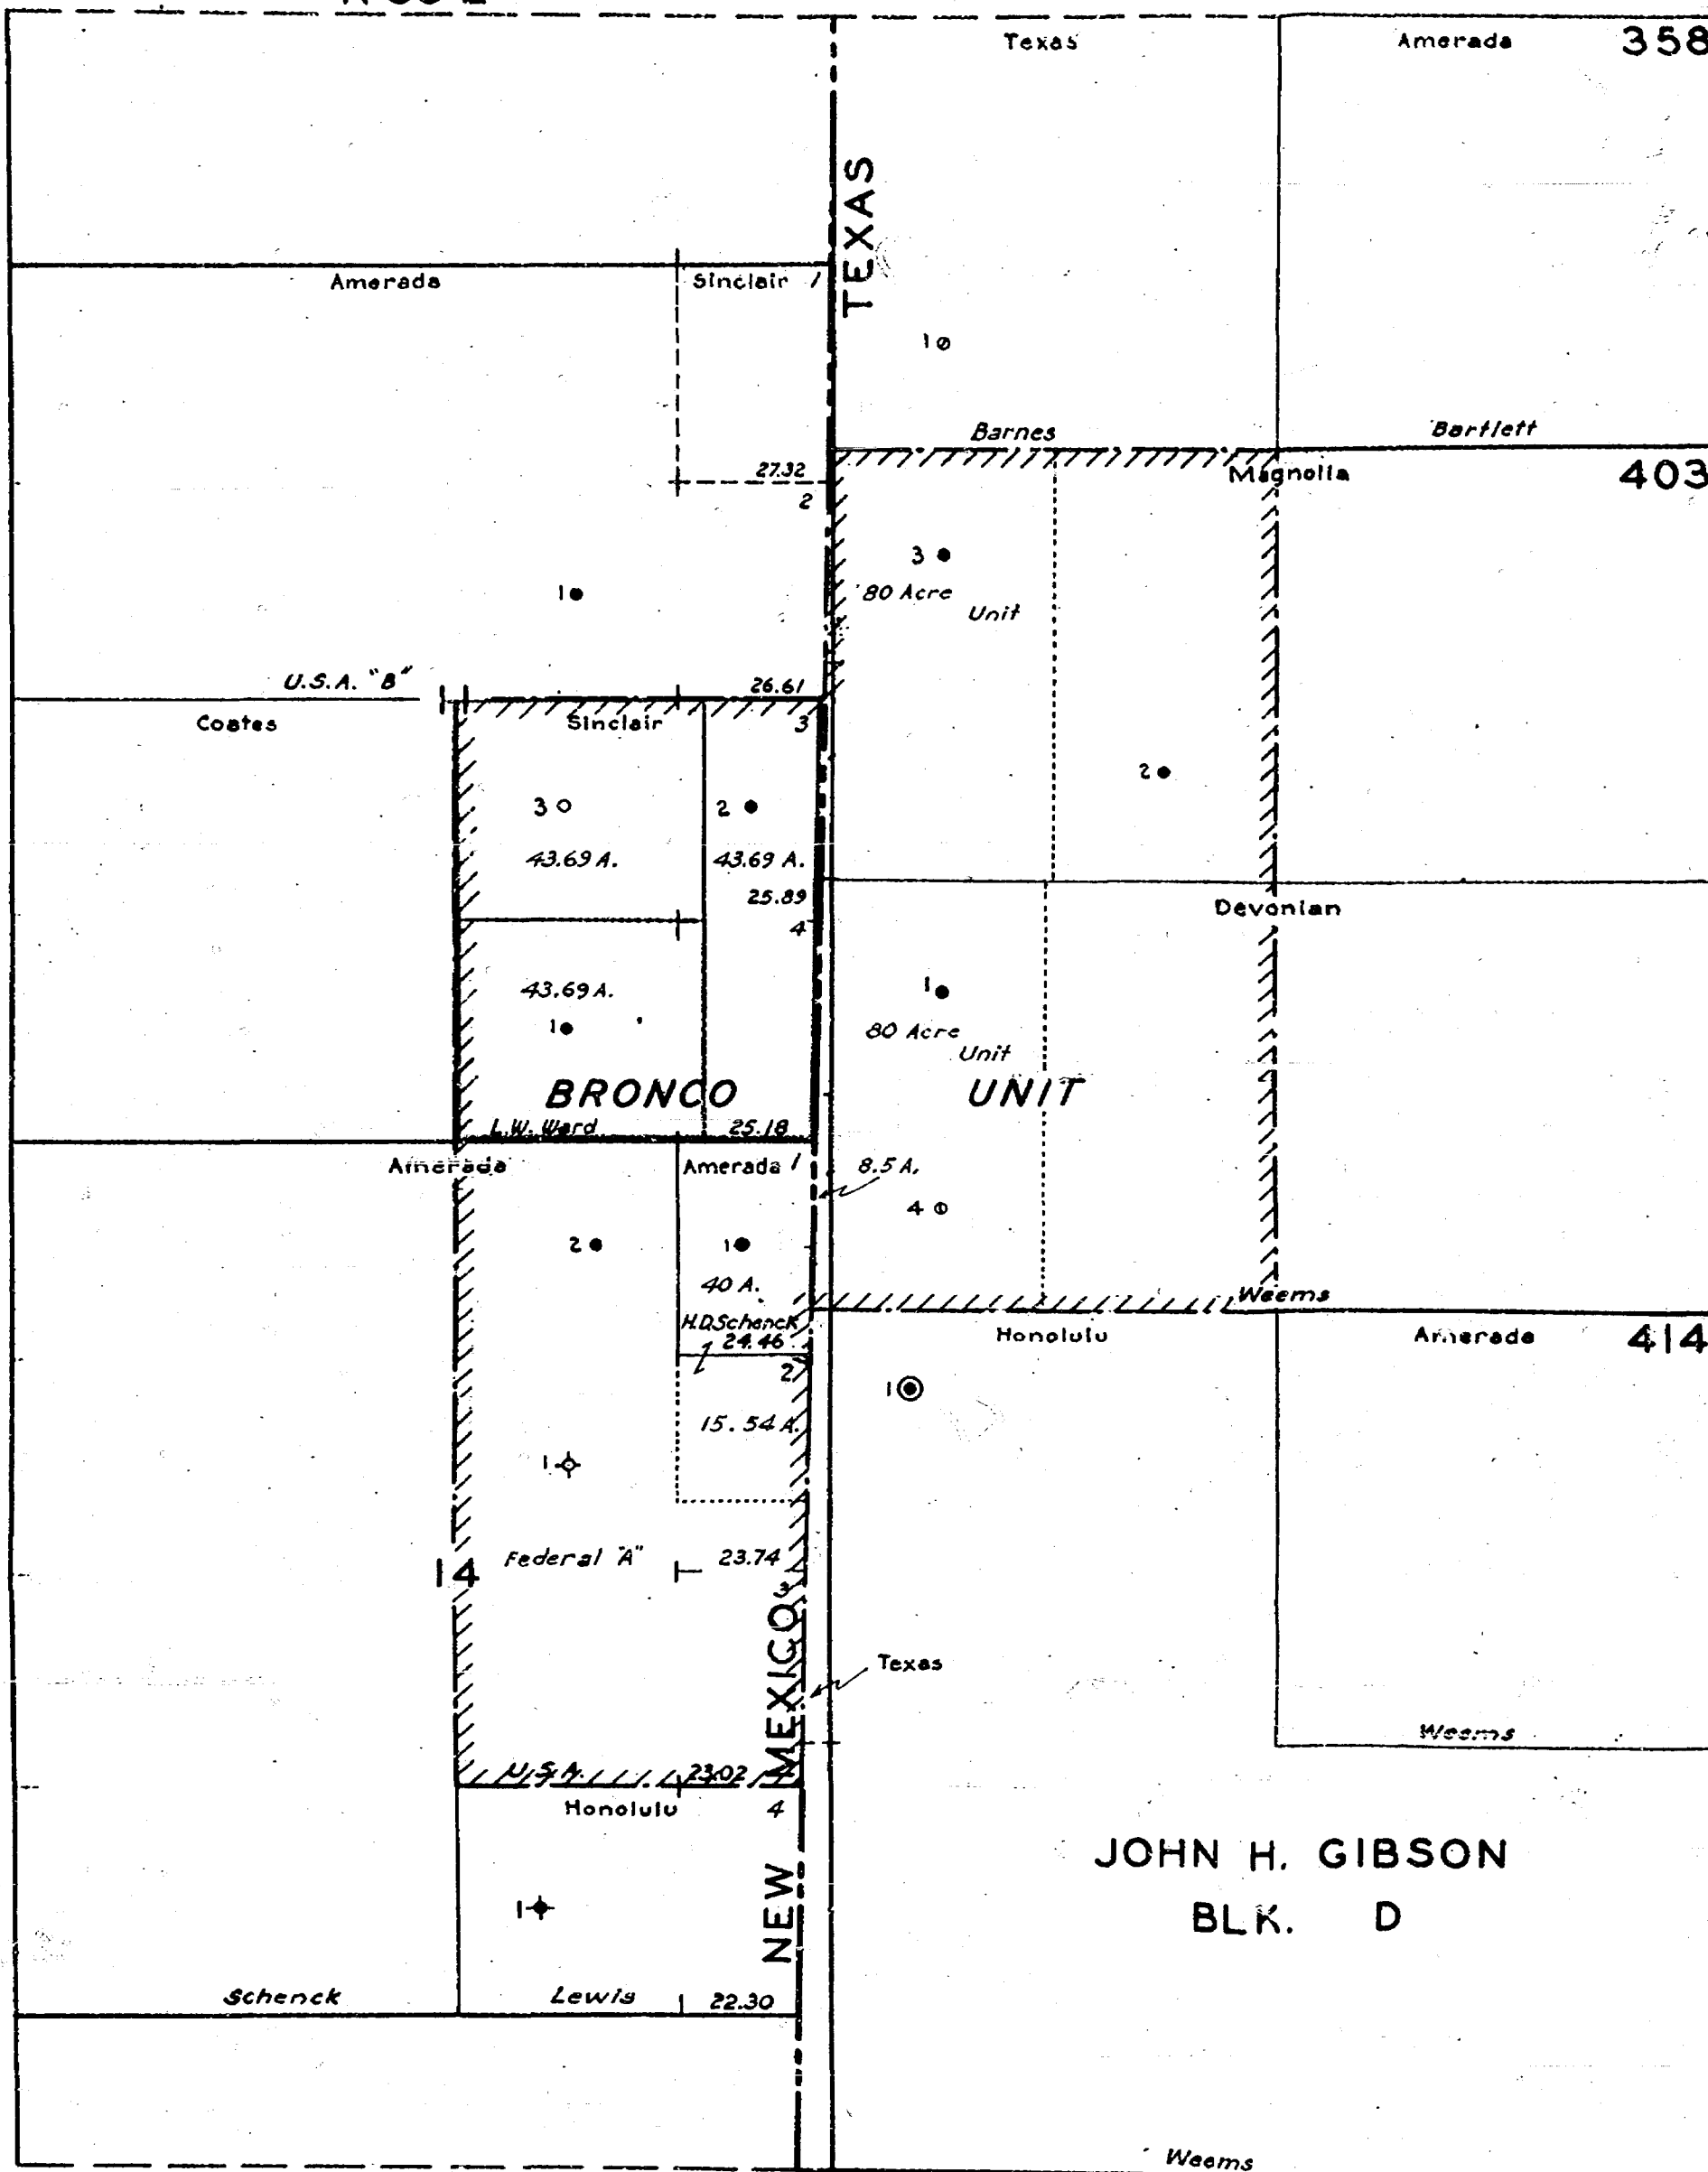 Texas
Amerada
358
TEXAS
Amerada
Sinclair 1
1
Barnes
Bartlett
27.32
2
Magnolia
403
3
80 Acre
Unit
1
U.S.A. "B"
26.61
11
Coates
Sinclair
3
2
3
2
43.69 A.
43.69 A.
25.89
4
Devonian
43.69 A.
1
1
80 Acre
Unit
BRONCO
UNIT
L.W. Ward
25.18
Amerada
Amerada 1
8.5 A.
4
2
1
40 A.
Weems
H.D. Schenck
24.46
Honolulu
Amerada
414
2
1
15.54 A.
1
Federal "A"
23.74
14
3
NEW MEXICO
Texas
Weems
U.S.A.
23.02
Honolulu
4
JOHN H. GIBSON
BLK. D
1
Schenck
Lewis
22.30
Weems